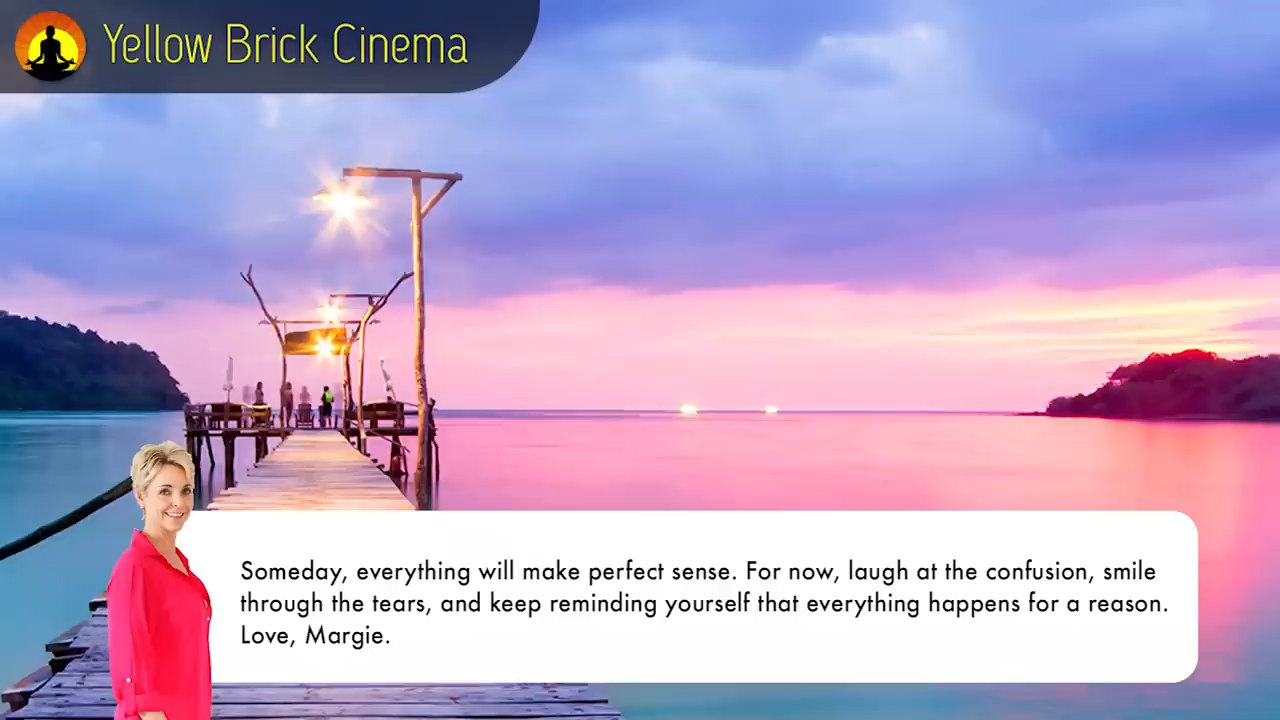 Yellow Brick Cinema
Someday, everything will make perfect sense. For now, laugh at the confusion, smile
through the tears, and keep reminding yourself that everything happens for a reason.
Love, Margie.